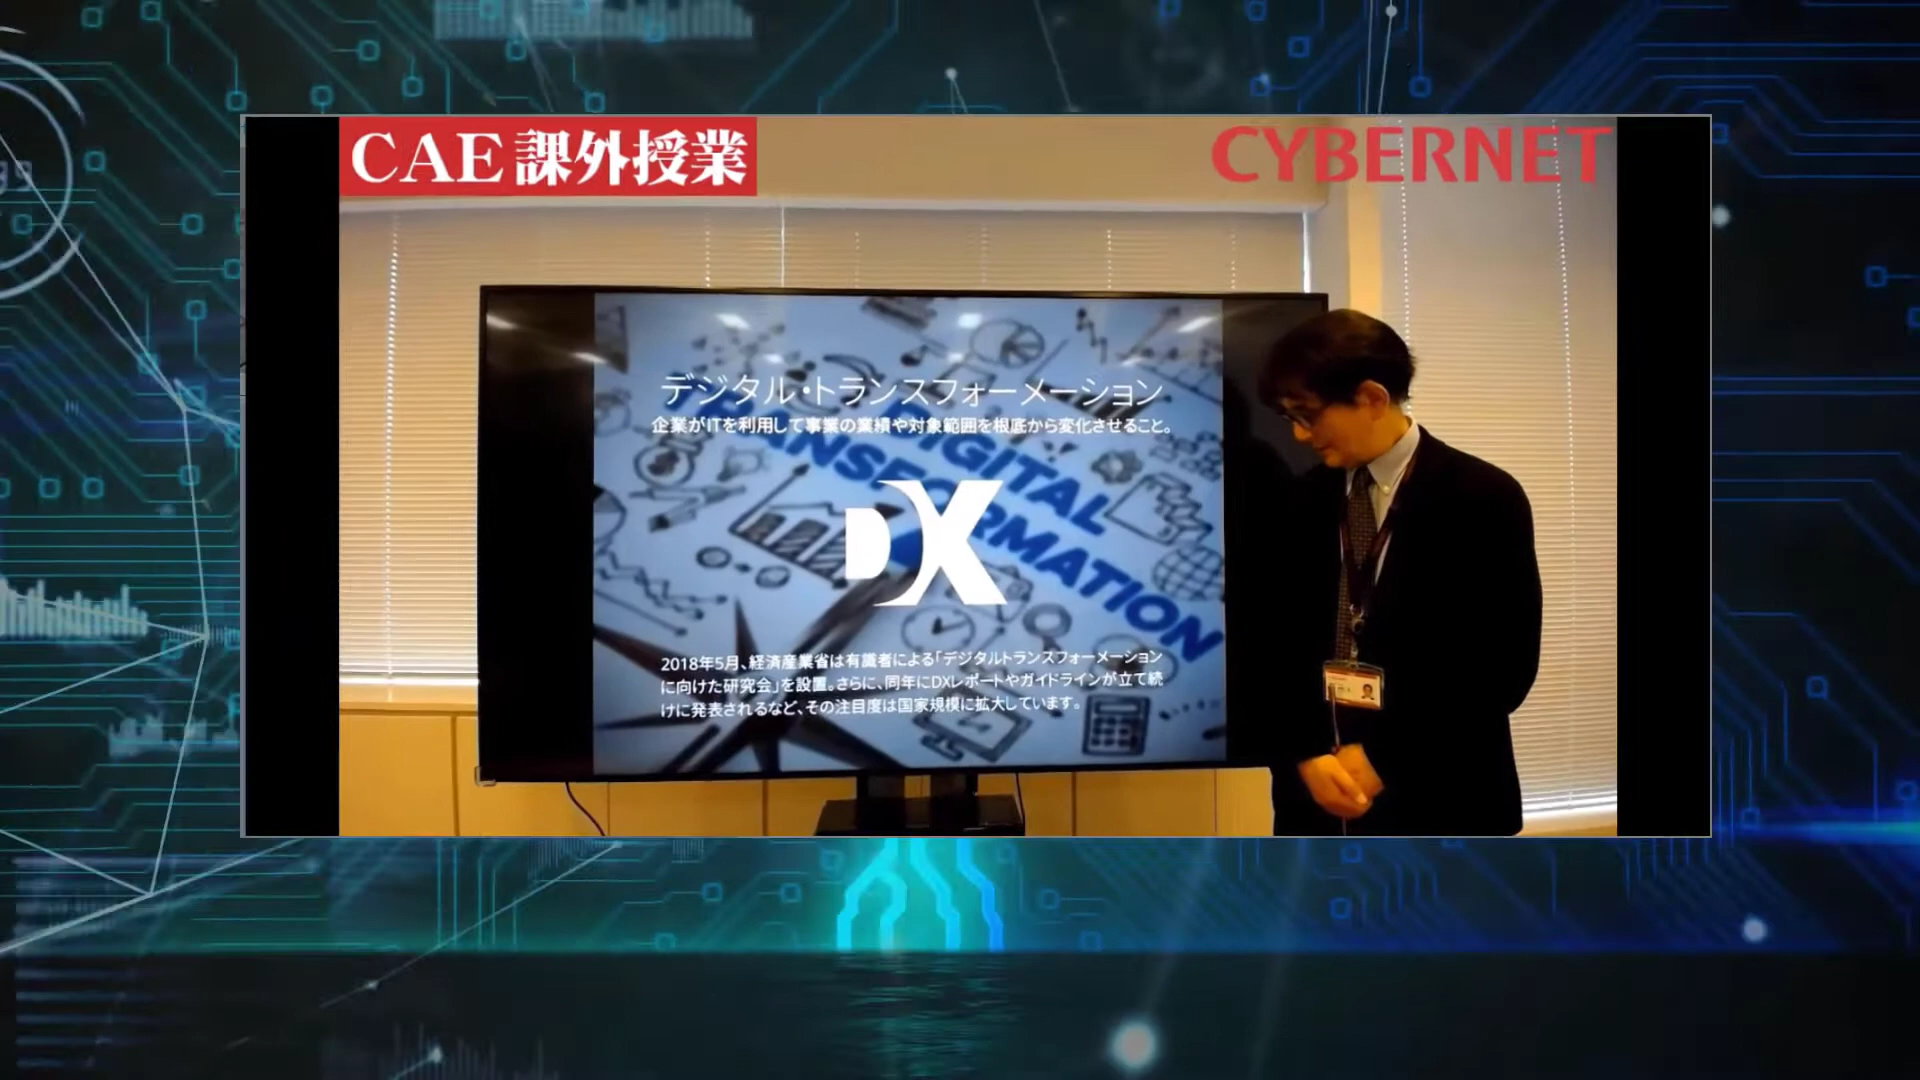 CAE課外授業
CYBERNET
デジタル・トランスフォーメーション
企業がITを利用して事業の業績や対象範囲を根底から変化させること。
DIGITAL
TRANSFORMATION
DX
2018年5月、経済産業省は有識者による「デジタルトランスフォーメーション
に向けた研究会」を設置。さらに、同年にDXレポートやガイドラインが立て続
けに発表されるなど、その注目度は国家規模に拡大しています。